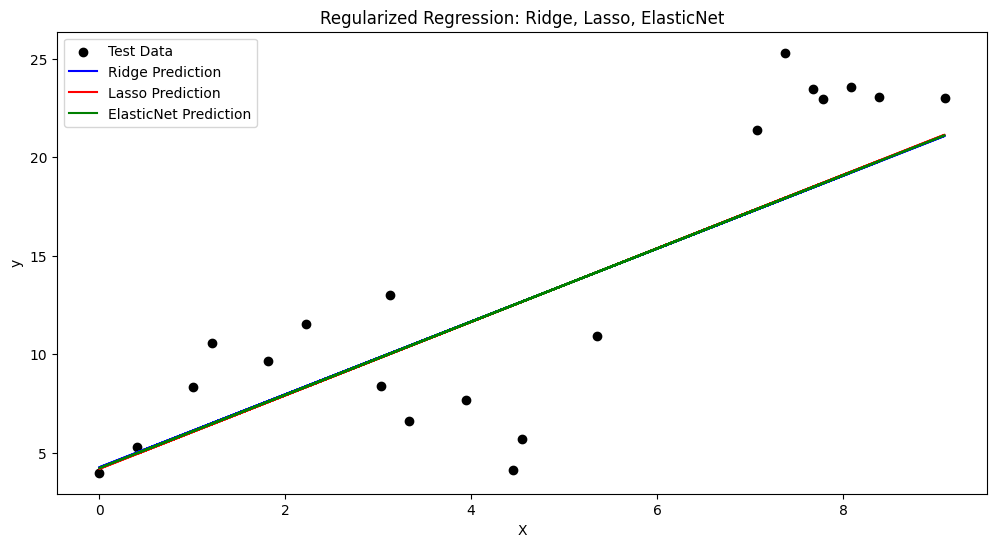 Regularized Regression: Ridge, Lasso, ElasticNet
Test Data
Ridge Prediction
Lasso Prediction
ElasticNet Prediction
25
20
15
10
5
y
0 2 4 6 8
X